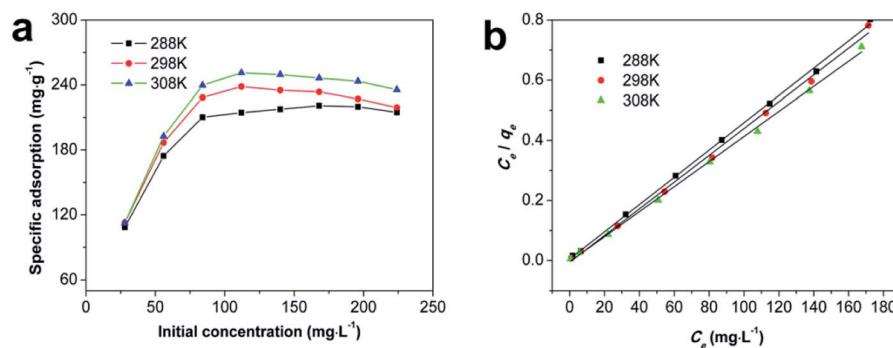 a
300
240
180
120
60
Specific adsorption (mg·g⁻¹)
288K
298K
308K
0 50 100 150 200 250
Initial concentration (mg·L⁻¹)
b
0.8
0.6
0.4
0.2
0.0
Cₑ / qₑ
288K
298K
308K
0 20 40 60 80 100 120 140 160 180
Cₑ (mg·L⁻¹)